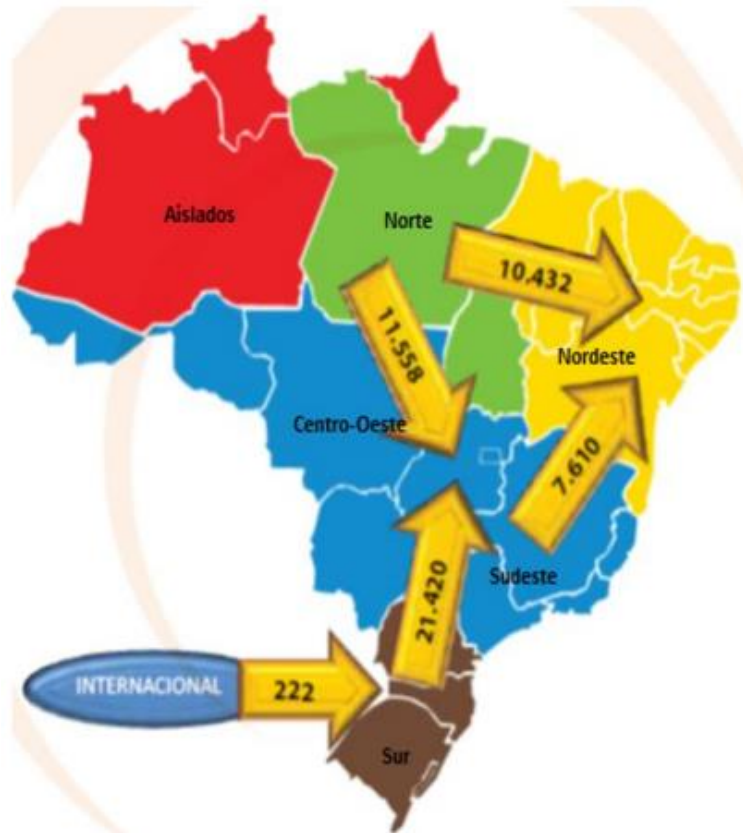 Aislados
Norte
10.432
11.558
Nordeste
Centro-Oeste
7.610
Sudeste
21.420
INTERNACIONAL
222
Sur